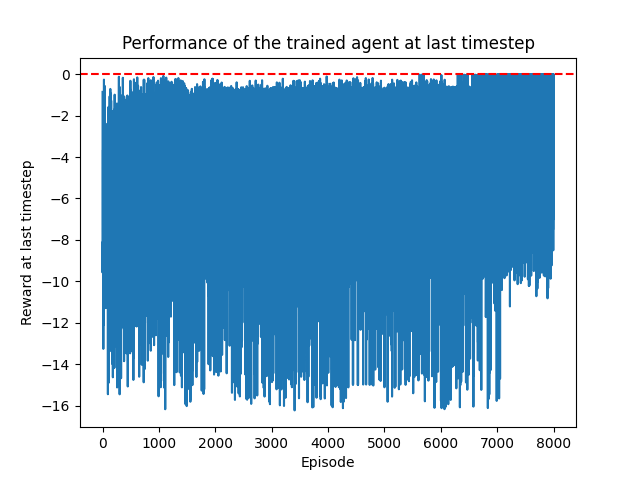 Performance of the trained agent at last timestep
Reward at last timestep
0
−2
−4
−6
−8
−10
−12
−14
−16
0 1000 2000 3000 4000 5000 6000 7000 8000
Episode